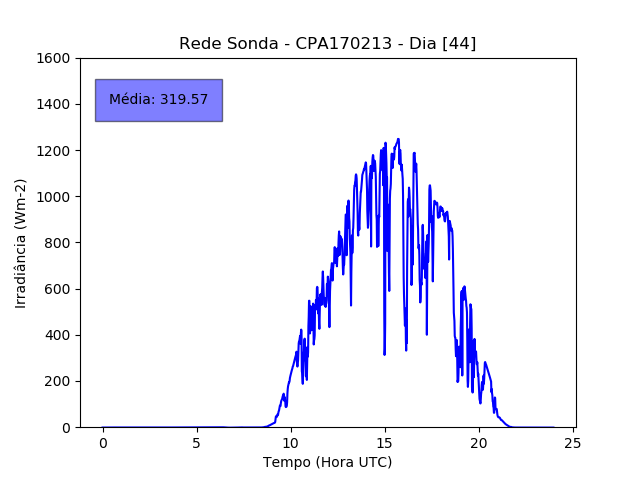 Rede Sonda - CPA170213 - Dia [44]
1600
1400
1200
1000
800
600
400
200
0
Irradiância (Wm-2)
Média: 319.57
0 5 10 15 20 25
Tempo (Hora UTC)